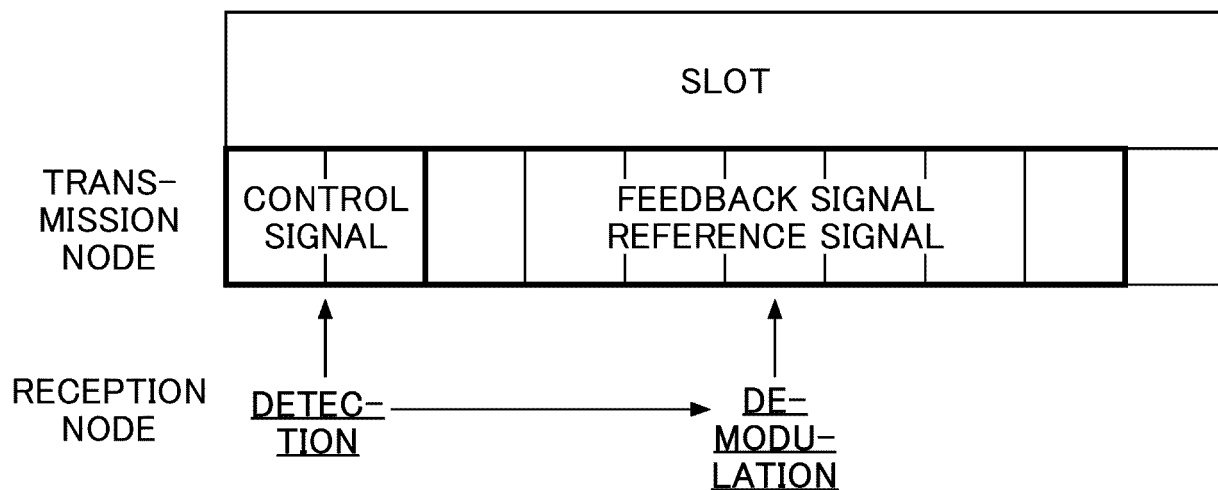 SLOT
TRANS-
MISSION
NODE
CONTROL
SIGNAL
FEEDBACK SIGNAL
REFERENCE SIGNAL
RECEPTION
NODE
DETEC-
TION
DE-
MODU-
LATION